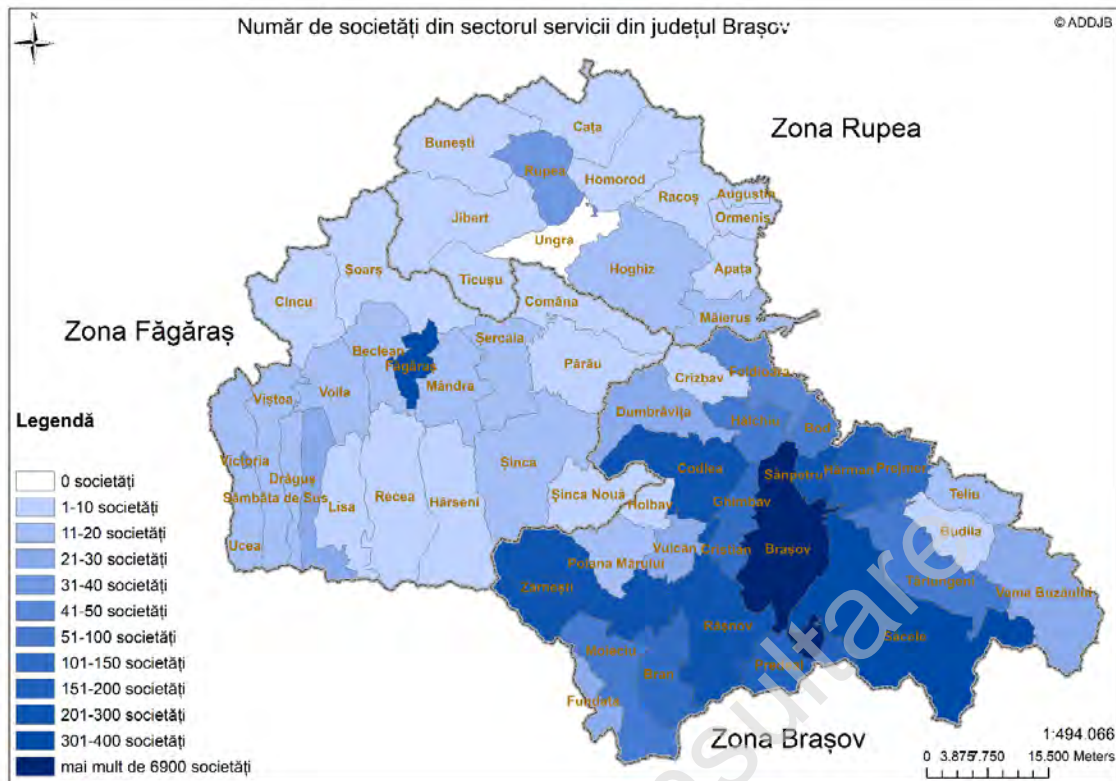 N
Număr de societăți din sectorul servicii din județul Brașov
© ADDJB
Zona Rupea
Cața
Bunești
Rupea
Homorod
Racoș
Augustin
Ormeniș
Jibert
Ungra
Hoghiz
Apața
Ticușu
Șoarș
Cincu
Comăna
Măieruș
Zona Făgăraș
Șercaia
Beclean
Făgăraș
Mândra
Părău
Crizbav
Feldioara
Voila
Viștea
Dumbrăvița
Hălchiu
Bod
Legendă
Victoria
Drăguș
Sâmbăta de Sus
Lisa
Recea
Hârseni
Șinca
Codlea
Sânpetru
Hărman
Prejmer
Șinca Nouă
Holbav
Ghimbav
Teliu
Budila
Ucea
Vulcan
Cristian
Brașov
Poiana Mărului
Zărnești
Tărlungeni
Vama Buzăului
Râșnov
Săcele
Moieciu
Bran
Predeal
Fundata
0 societăți
1-10 societăți
11-20 societăți
21-30 societăți
31-40 societăți
41-50 societăți
51-100 societăți
101-150 societăți
151-200 societăți
201-300 societăți
301-400 societăți
mai mult de 6900 societăți
Zona Brașov
1:494.066
0 3.875 7.750 15.500 Meters